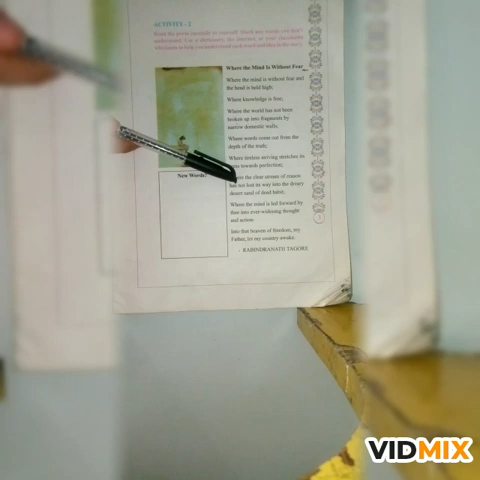 ACTIVITY - 2
Read the poem
Where the Mind Is Without Fear
Where the mind is without fear and
the head is held high;
Where knowledge is free;
Where the world has not been
broken up into fragments by
narrow domestic walls;
Where words come out from the
depth of the truth;
Where tireless striving stretches its
towards perfection;
the clear stream of reason
has not lost its way into the dreary
desert sand of dead habit;
Where the mind is led forward by
thee into ever-widening thought
and action
Into that heaven of freedom, my
Father, let my country awake.
- RABINDRANATH TAGORE
New Words!
VIDMIX